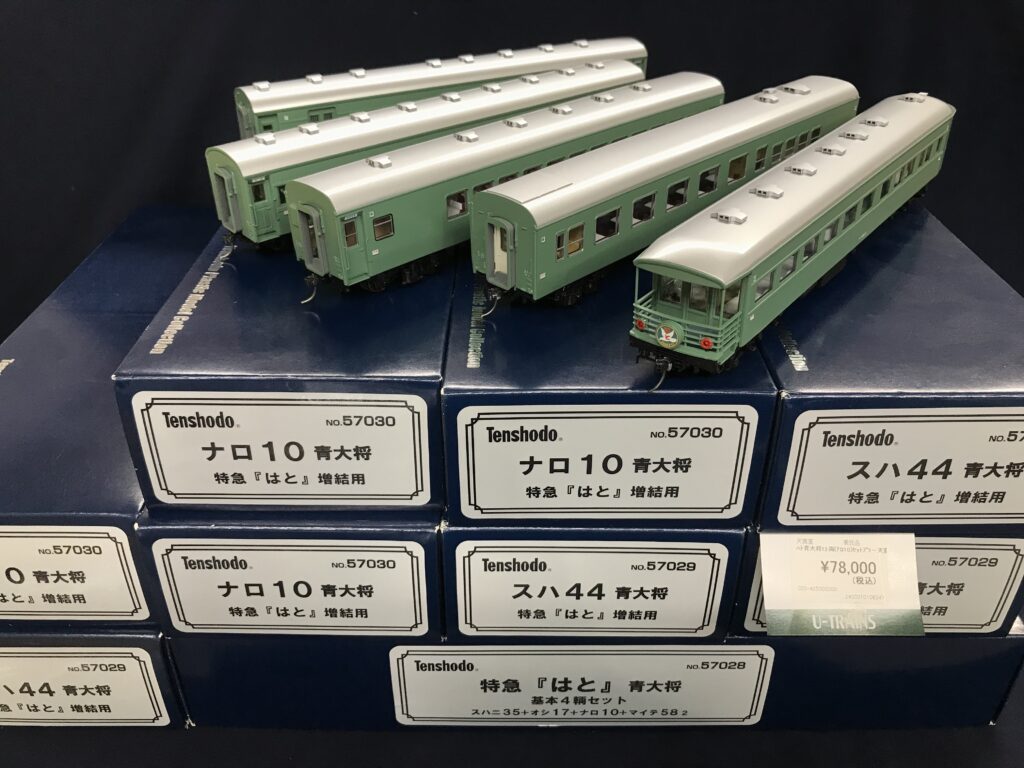 Tenshodo® NO.57030
ナロ10 青大将
特急『はと』増結用
Tenshodo® NO.57030
ナロ10 青大将
特急『はと』増結用
Tenshodo®
スハ44 青大将
特急『はと』増結用
NO.57030
青大将
『はと』増結用
Tenshodo® NO.57030
ナロ10 青大将
特急『はと』増結用
Tenshodo® NO.57029
スハ44 青大将
特急『はと』増結用
NO.57029
大将
結用
¥78,000
(税込)
U-TRAINS
NO.57029
44 青大将
『はと』増結用
Tenshodo® NO.57028
特急『はと』青大将
基本4輌セット
スハニ35+オシ17+ナロ10+マイテ58 2